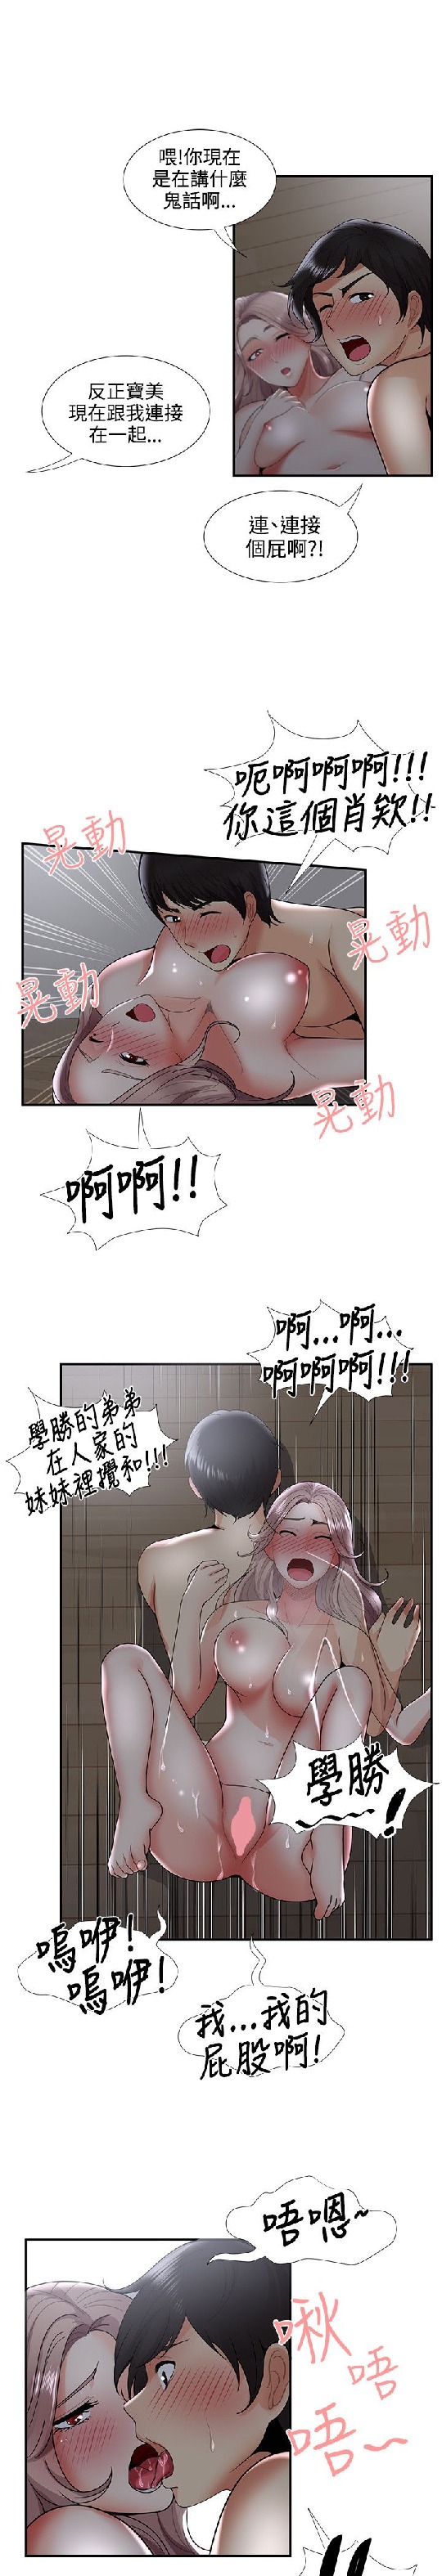 喂!你現在
是在講什麼
鬼話啊...
反正寶美
現在跟我連接
在一起...
連、連接
個屁啊?!
呃啊啊啊!!!
你這個肖欸!!
晃動
晃動
晃動
晃動
啊啊!!
啊...啊...
啊啊啊!!!
學勝的弟弟
在人家的
妹妹裡攪和!!!
學勝
~~!
嗚咿!
嗚咿!
我...我的
屁股啊!
唔嗯~
啾
唔
唔~